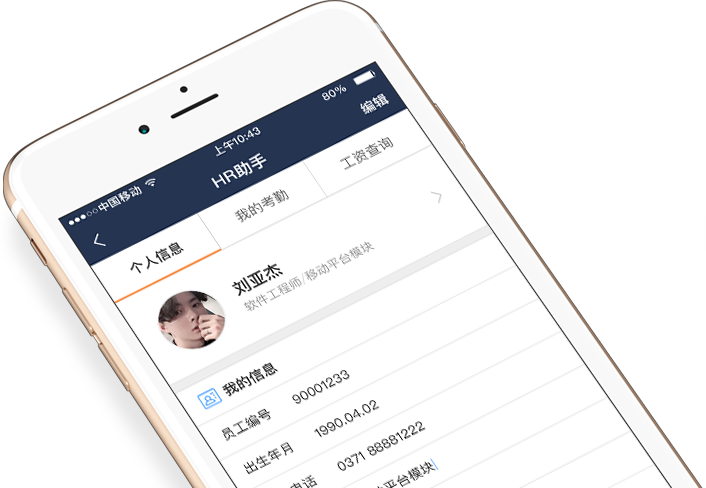 中国移动 上午10:43 80%
HR助手 编辑
个人信息 我的考勤 工资查询
刘亚杰
软件工程师/移动平台模块
我的信息
员工编号 90001233
出生年月 1990.04.02
电话 0371 88881222
平台模块